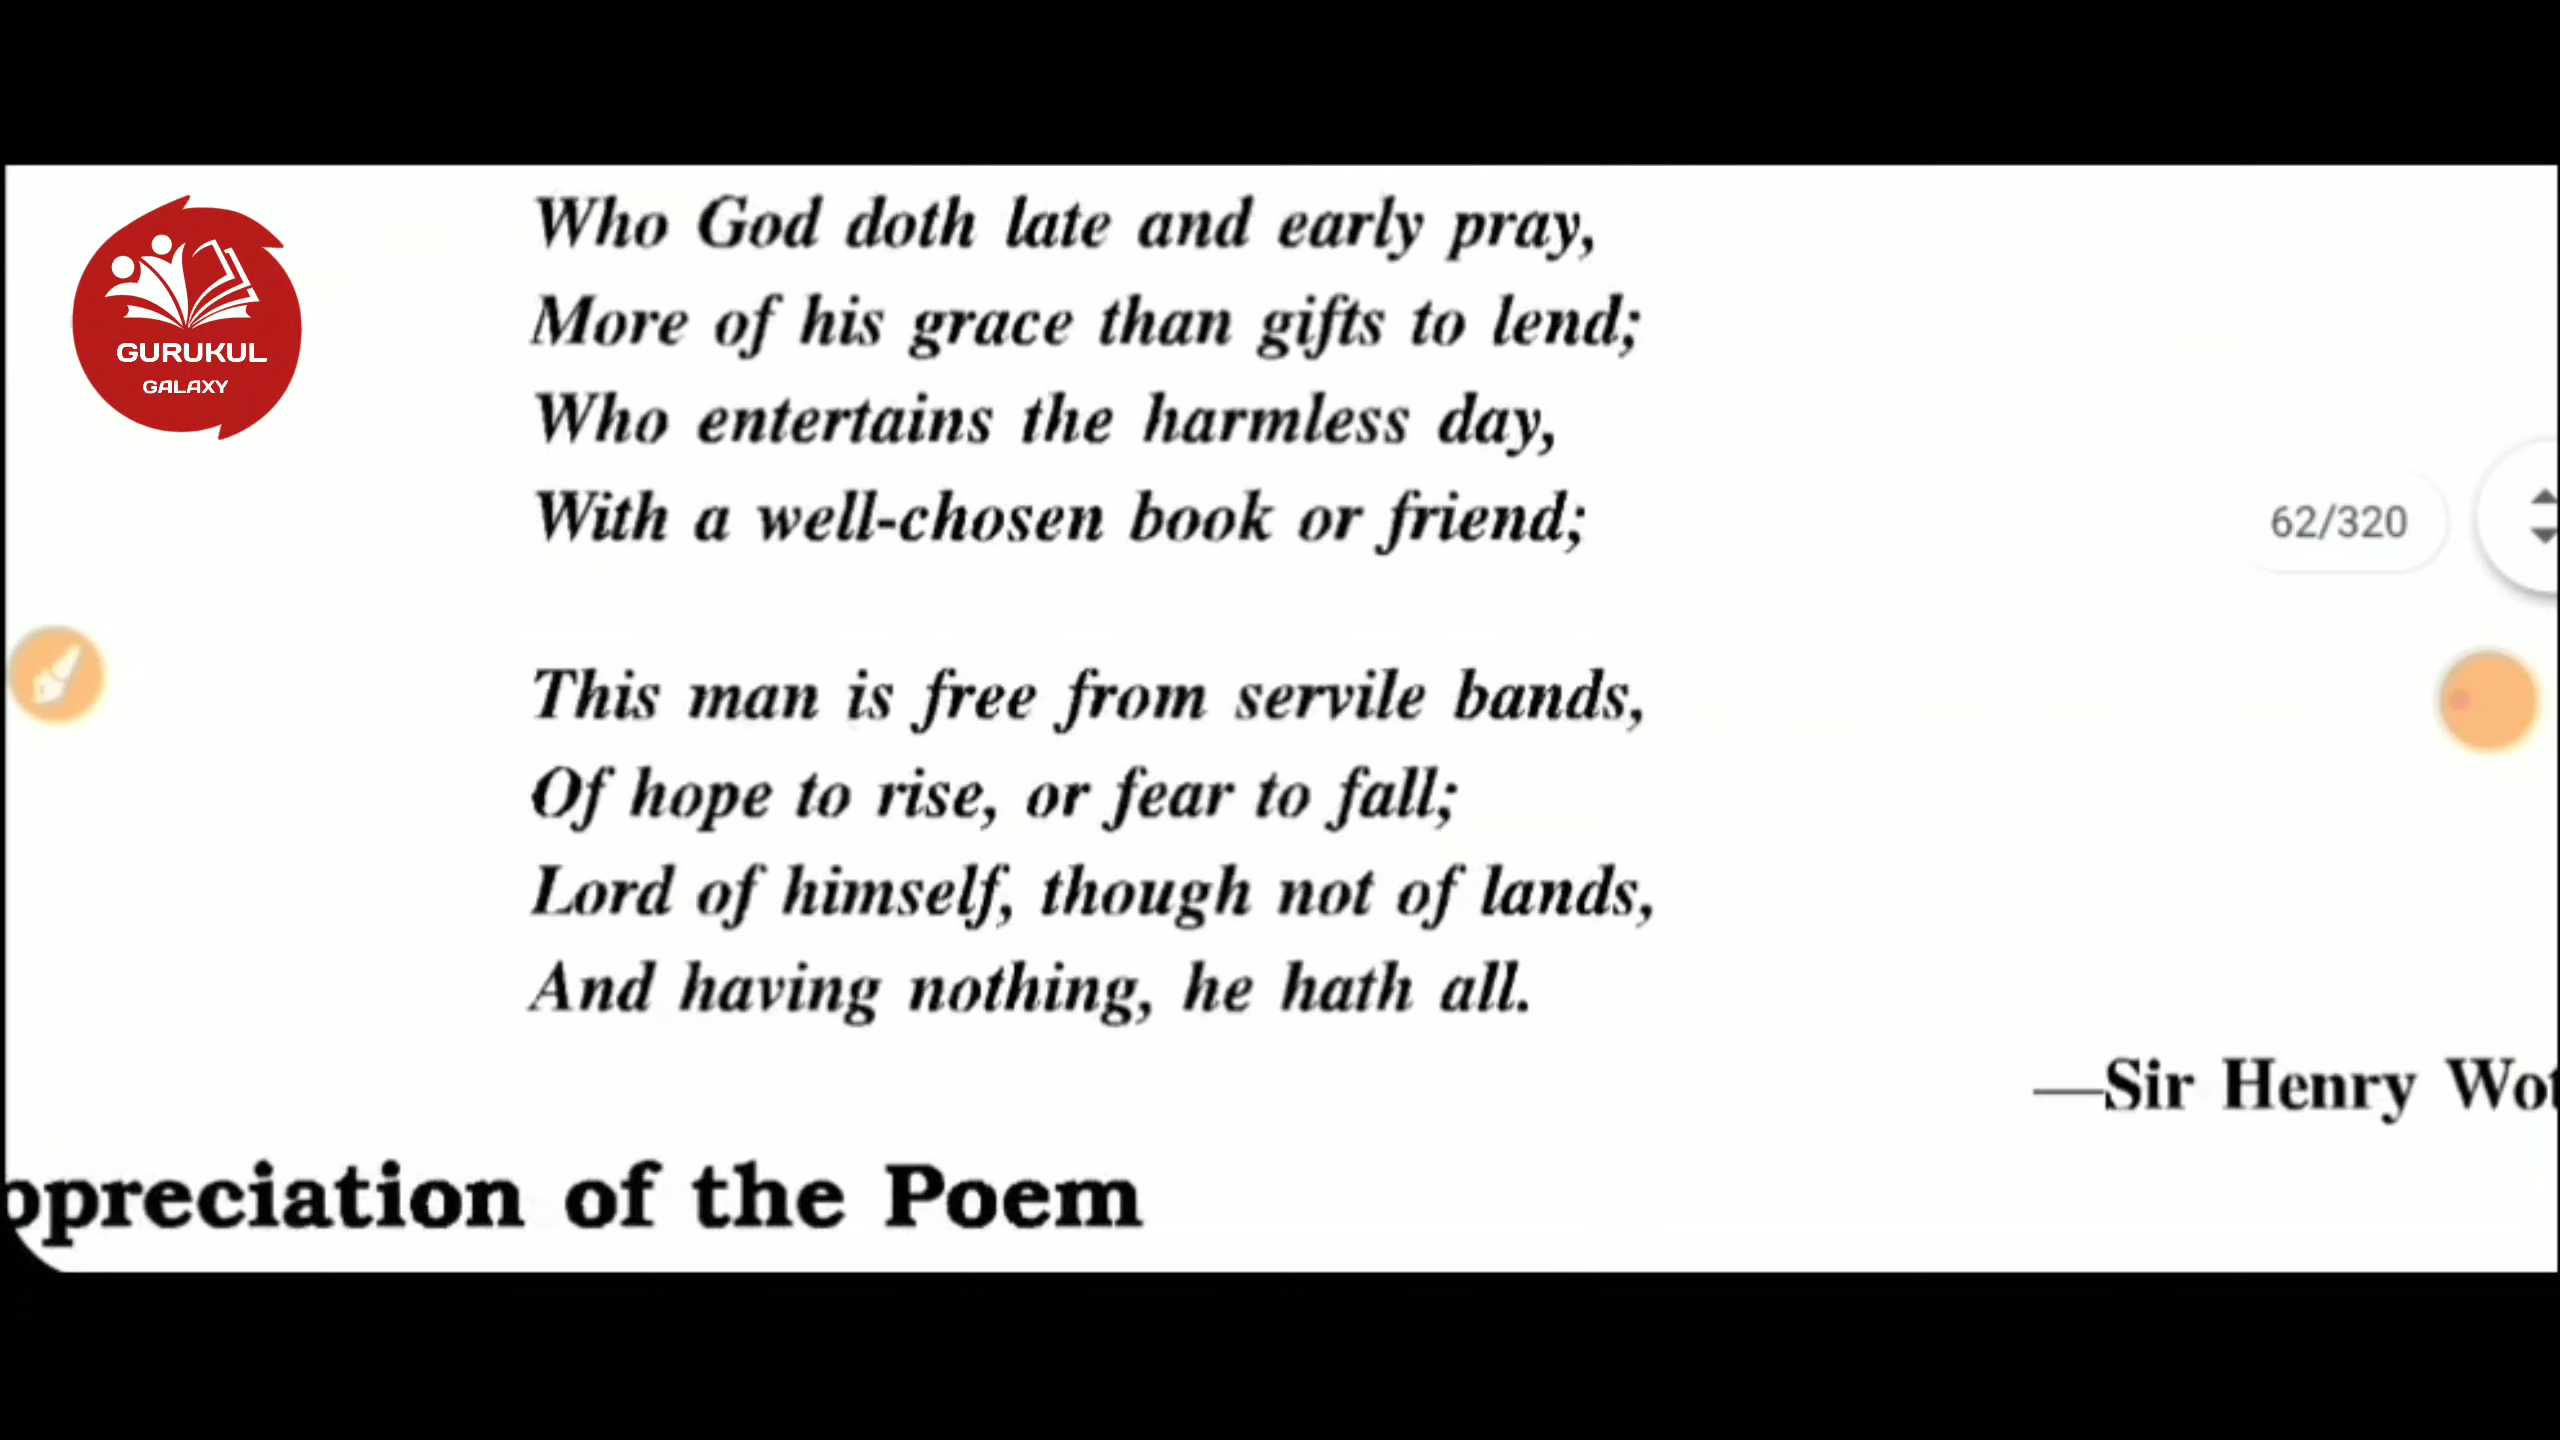 GURUKUL
GALAXY
Who God doth late and early pray,
More of his grace than gifts to lend;
Who entertains the harmless day,
With a well-chosen book or friend;
62/320
This man is free from servile bands,
Of hope to rise, or fear to fall;
Lord of himself, though not of lands,
And having nothing, he hath all.
—Sir Henry
of the Poem